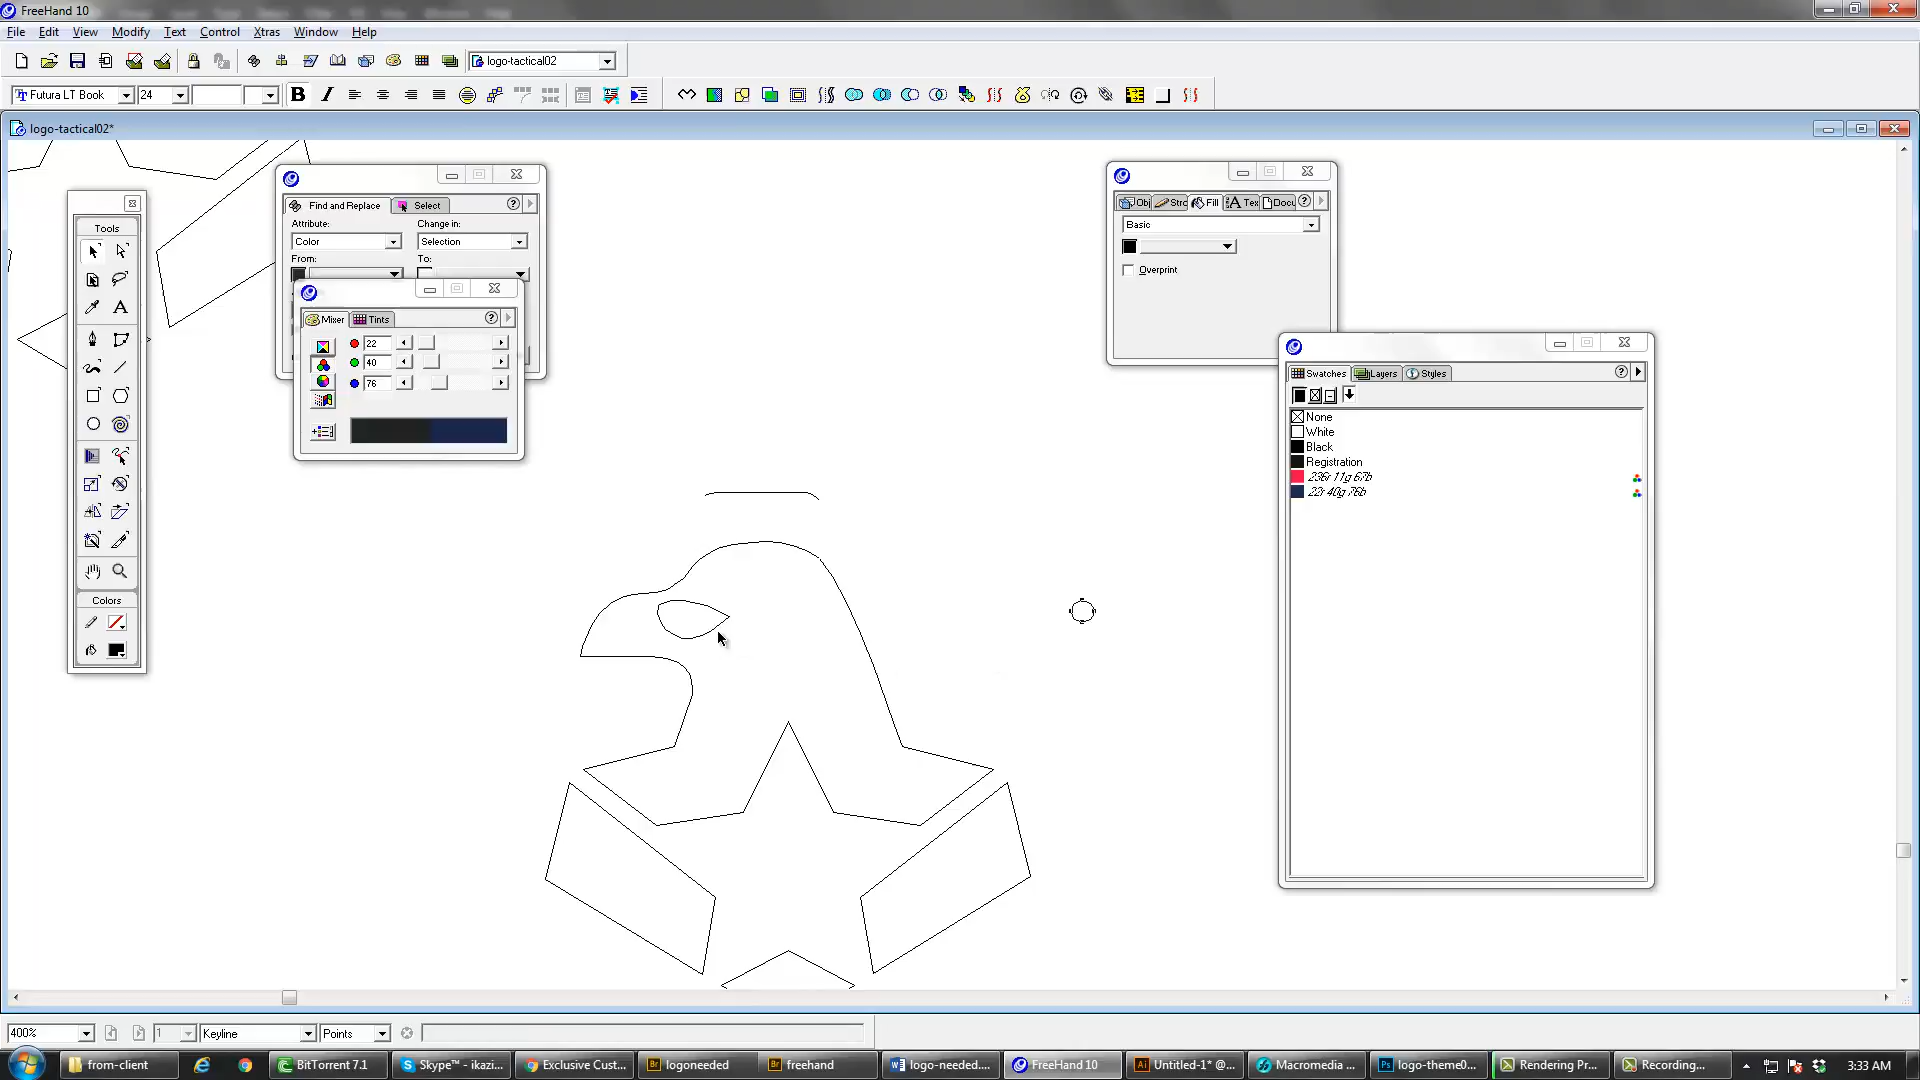 FreeHand 10
File Edit View Modify Text Control Xtras Window Help
logo-tactical02
Futura LT Book 24 B I
logo-tactical02*
Tools
Colors
Find and Replace Select
Attribute: Change in:
Color Selection
From: To:
Mixer Tints
22
40
76
Obj Stro Fill A Tex Docu
Basic
Overprint
Swatches Layers Styles
None
White
Black
Registration
236r 11g 67b
22r 40g 76b
400% 1 Keyline Points
from-client BitTorrent 7.1 Skype™ - ikazi... Exclusive Cust... logoneeded freehand logo-needed.... FreeHand 10 Untitled-1* @... Macromedia ... logo-theme0... Rendering Pr... Recording... 3:33 AM